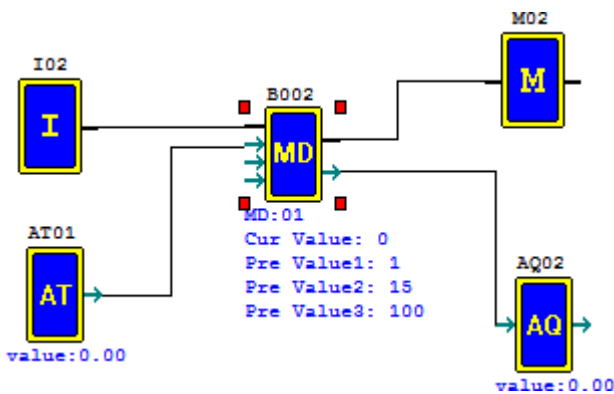 M02
M
I02
I
B002
MD
MD:01
Cur Value: 0
Pre Value1: 1
Pre Value2: 15
Pre Value3: 100
AT01
AT
value:0.00
AQ02
AQ
value:0.00